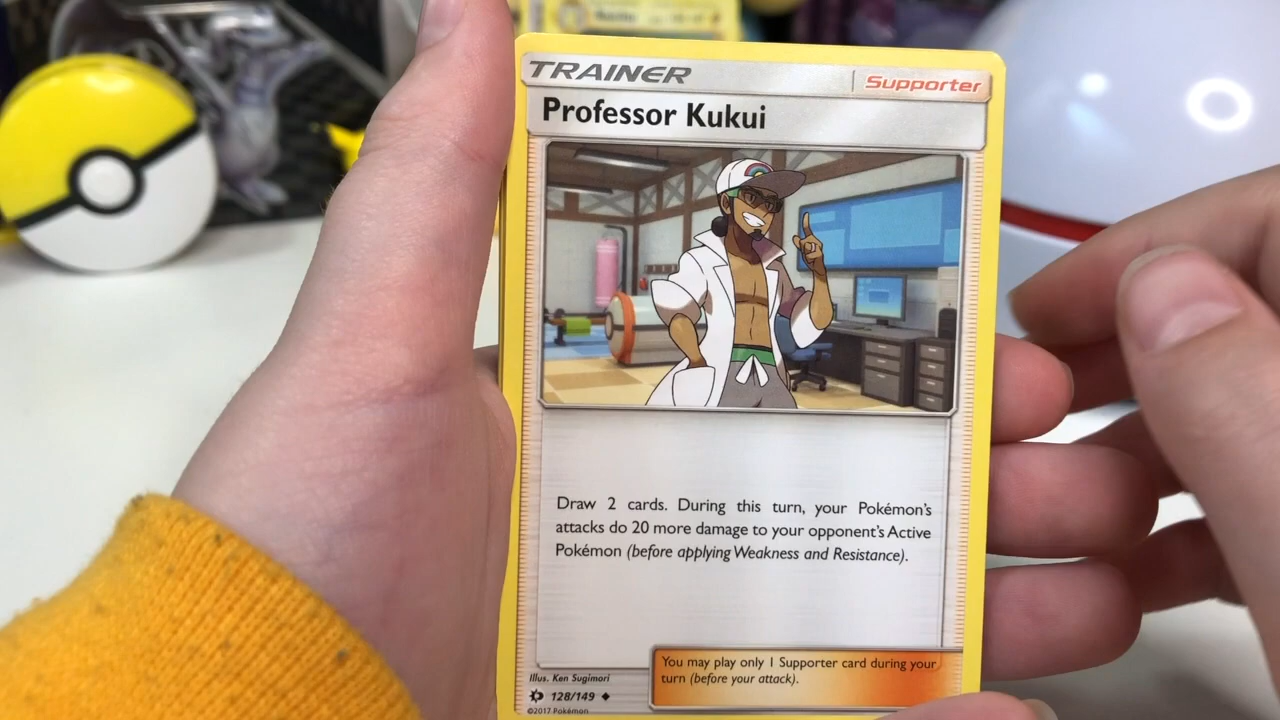 TRAINER
Supporter
Professor Kukui
Draw 2 cards. During this turn, your Pokémon's
attacks do 20 more damage to your opponent's Active
Pokémon (before applying Weakness and Resistance).
You may play only 1 Supporter card during your
turn (before your attack).
Illus. Ken Sugimori
128/149
©2017 Pokémon